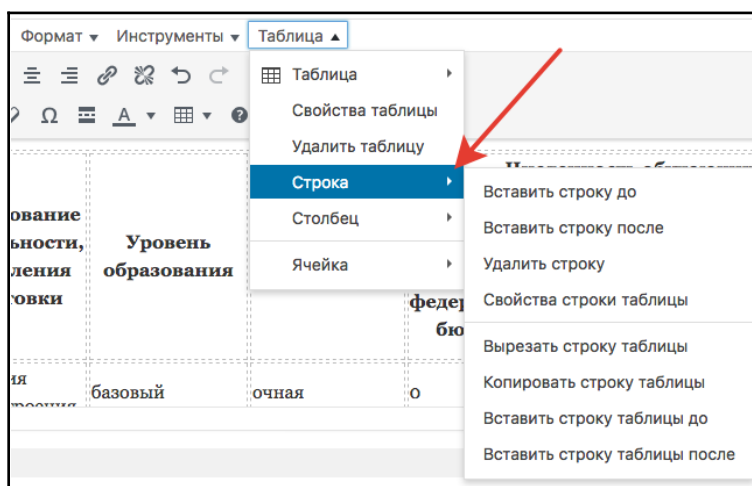 Формат Инструменты Таблица
Таблица
Свойства таблицы
Удалить таблицу
Строка
Столбец
Ячейка
Вставить строку до
Вставить строку после
Удалить строку
Свойства строки таблицы
Вырезать строку таблицы
Копировать строку таблицы
Вставить строку таблицы до
Вставить строку таблицы после
Ω A
Уровень
образования
базовый
очная
0